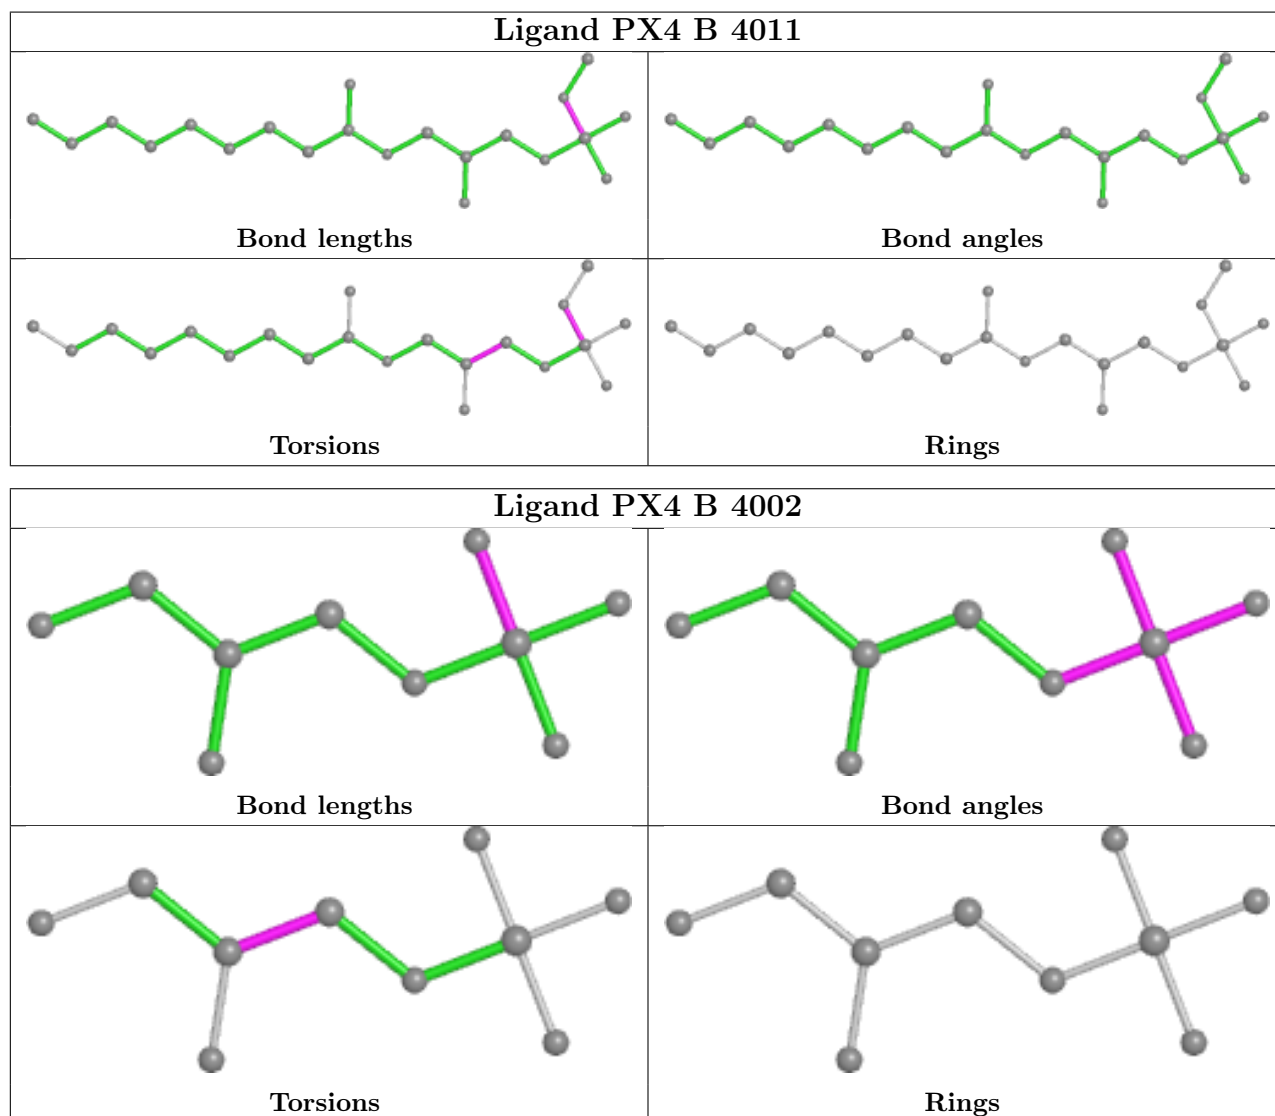 Ligand PX4 B 4011
Bond lengths
Bond angles
Torsions
Rings
Ligand PX4 B 4002
Bond lengths
Bond angles
Torsions
Rings